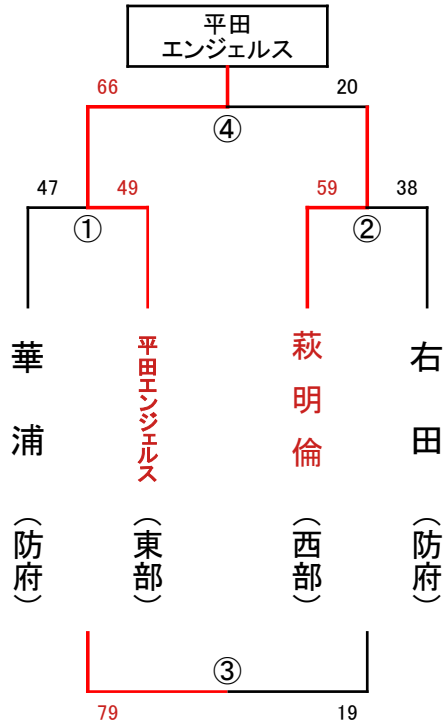 平田
エンジェルス
66
20
④
47
49
59
38
①
②
華浦
平田エンジェルス
萩明倫
右田
（防府）
（東部）
（西部）
（防府）
③
79
19